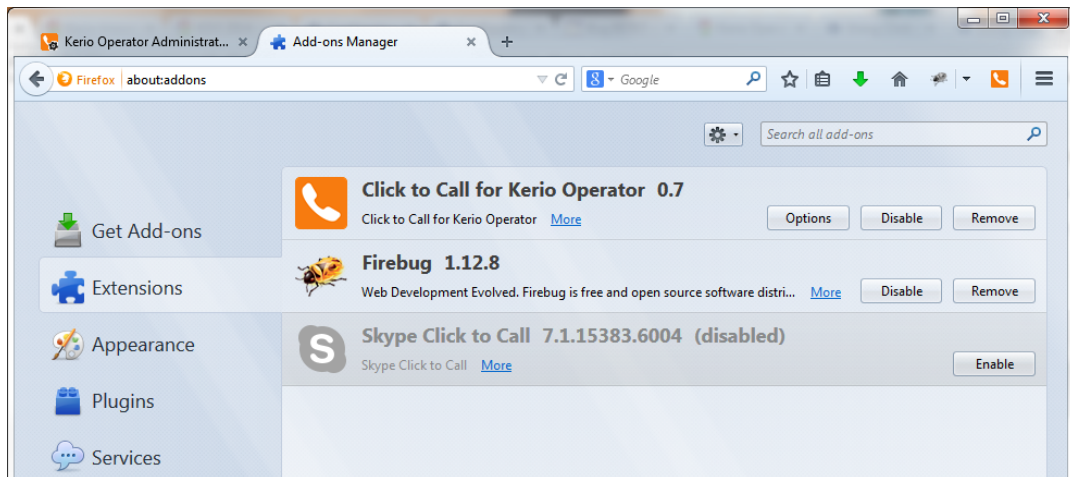 Kerio Operator Administrat...
Add-ons Manager
Firefox about:addons
Google
Search all add-ons
Get Add-ons
Extensions
Appearance
Plugins
Services
Click to Call for Kerio Operator 0.7
Click to Call for Kerio Operator More
Options Disable Remove
Firebug 1.12.8
Web Development Evolved. Firebug is free and open source software distri... More
Disable Remove
Skype Click to Call 7.1.15383.6004 (disabled)
Skype Click to Call More
Enable